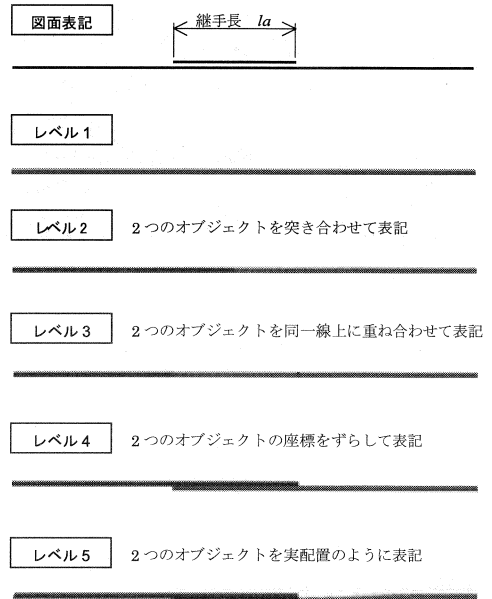 図面表記
継手長 la
レベル1
レベル2
2つのオブジェクトを突き合わせて表記
レベル3
2つのオブジェクトを同一線上に重ね合わせて表記
レベル4
2つのオブジェクトの座標をずらして表記
レベル5
2つのオブジェクトを実配置のように表記